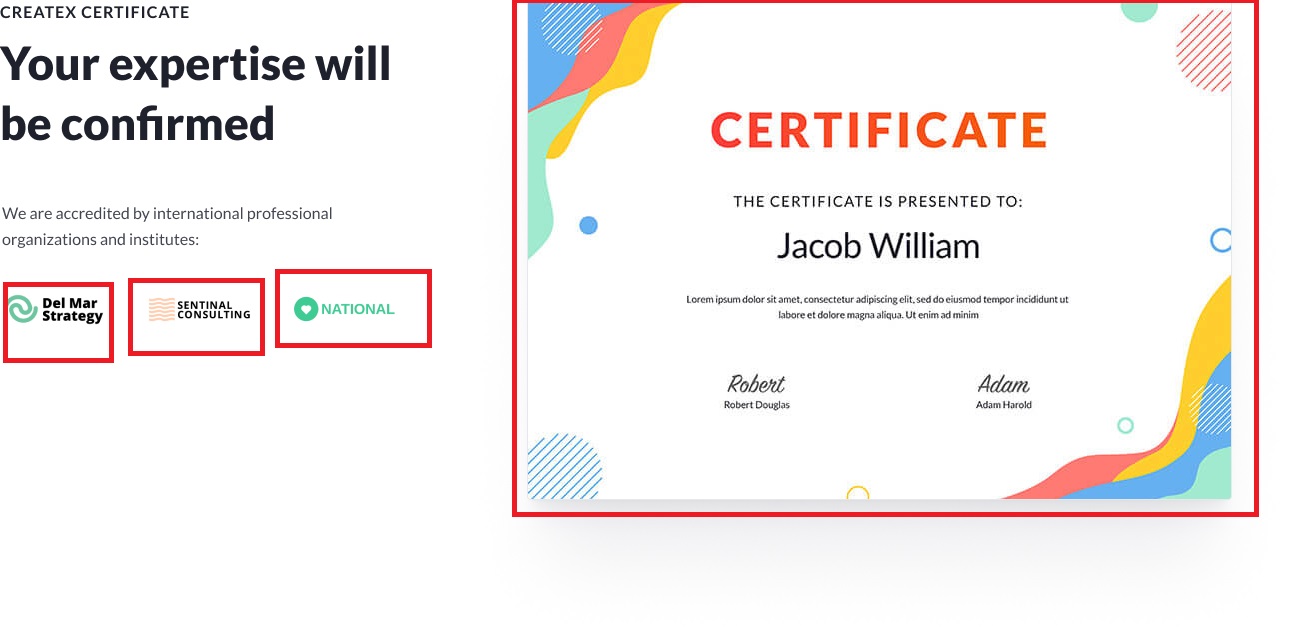 CREATEX CERTIFICATE
Your expertise will
be confirmed
We are accredited by international professional
organizations and institutes:
Del Mar
Strategy
SENTINAL
CONSULTING
NATIONAL
CERTIFICATE
THE CERTIFICATE IS PRESENTED TO:
Jacob William
Lorem ipsum dolor sit amet, consectetur adipiscing elit, sed do eiusmod tempor incididunt ut
labore et dolore magna aliqua. Ut enim ad minim
Robert
Robert Douglas
Adam
Adam Harold